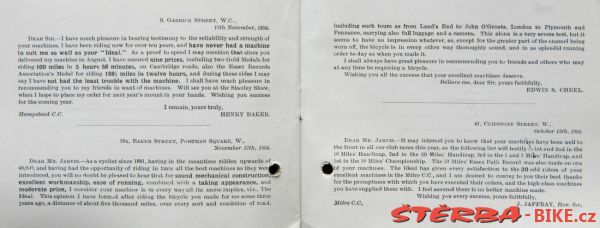 9, GARRICK STREET, W.C.,
19th November, 1894.
DEAR SIR,—I have much pleasure in bearing testimony to the reliability and strength of
your machines, I have been riding now for over ten years, and have never had a machine
to suit me so well as your "Ideal." As a proof to speed I may mention that since you
delivered my machine in August, I have secured nine prizes, including two Gold Medals for
riding 100 miles in 5 hours 58 minutes, on Cambridge roads, also the Essex Roads
Association's Medal for riding 188½ miles in twelve hours, and during these rides I may
say I have not had the least trouble with the machine. I shall have much pleasure in
recommending you to my friends in want of machines. Will see you at the Stanley Show,
when I hope to place my order for next year's mount in your hands. Wishing you success
for the coming year.
I remain, yours truly,
Hampstead C.C. HENRY BAKER.
19a, BAKER STREET, PORTMAN SQUARE, W.,
November 12th, 1894.
DEAR MR. JARVIS.—As a cyclist since 1881, having in the meantime ridden upwards of
and having had the opportunity of riding in turn all the best machines as they were
introduced, you will no doubt be pleased to hear that for sound mechanical construction,
excellent workmanship, ease of running, combined with a taking appearance, and
moderate price, I consider your machine is in every way all its name implies, viz., the
Ideal. This opinion I have formed after riding the bicycle you made for me some three
years ago, a distance of about five thousand miles, over every sort and condition of road.
including such tours as from Land's End to John O'Groats, London to Plymouth and
Penzance, carrying also full luggage and a camera. This alone is a very severe test, but it
seems to have no impression whatever, as, except for the greater part of the enamel being
worn off, the bicycle is in every other way thoroughly sound, and in as splendid running
order to-day as when you made it.
I shall always have great pleasure in recommending you to friends and others who may
at any time be requiring a bicycle.
Wishing you all the success that your excellent machines deserve.
Believe me, dear Sir, yours faithfully,
EDWIN S. CHEEL.
41, CLIPSTONE STREET, W.,
October 13th, 1894.
DEAR MR. JARVIS.—It may interest you to know that your machines have been well to
the front in all our club races this year, as the following list will testify: 1st and 2nd in the
10 Miles' Handicap, 2nd in the 50 Miles' Handicap, 3rd in the 1 and 5 Miles' Handicap, and
1st in the 10 Miles' Championship. The 15 Miles' Essex Path Record was also made on one
of your machines. The Ideal has given every satisfaction to the 20 odd riders of your
excellent machines in the Mitre C.C., and I am desired to convey to you their best thanks
for the promptness with which you have executed their orders, and the high-class machines
you have supplied them with. I feel assured there is no better machine made.
Wishing you every success, yours faithfully,
Mitre C.C. J. JAFFRAY, Hon. Sec.
ŠTĚRBA-BIKE.cz